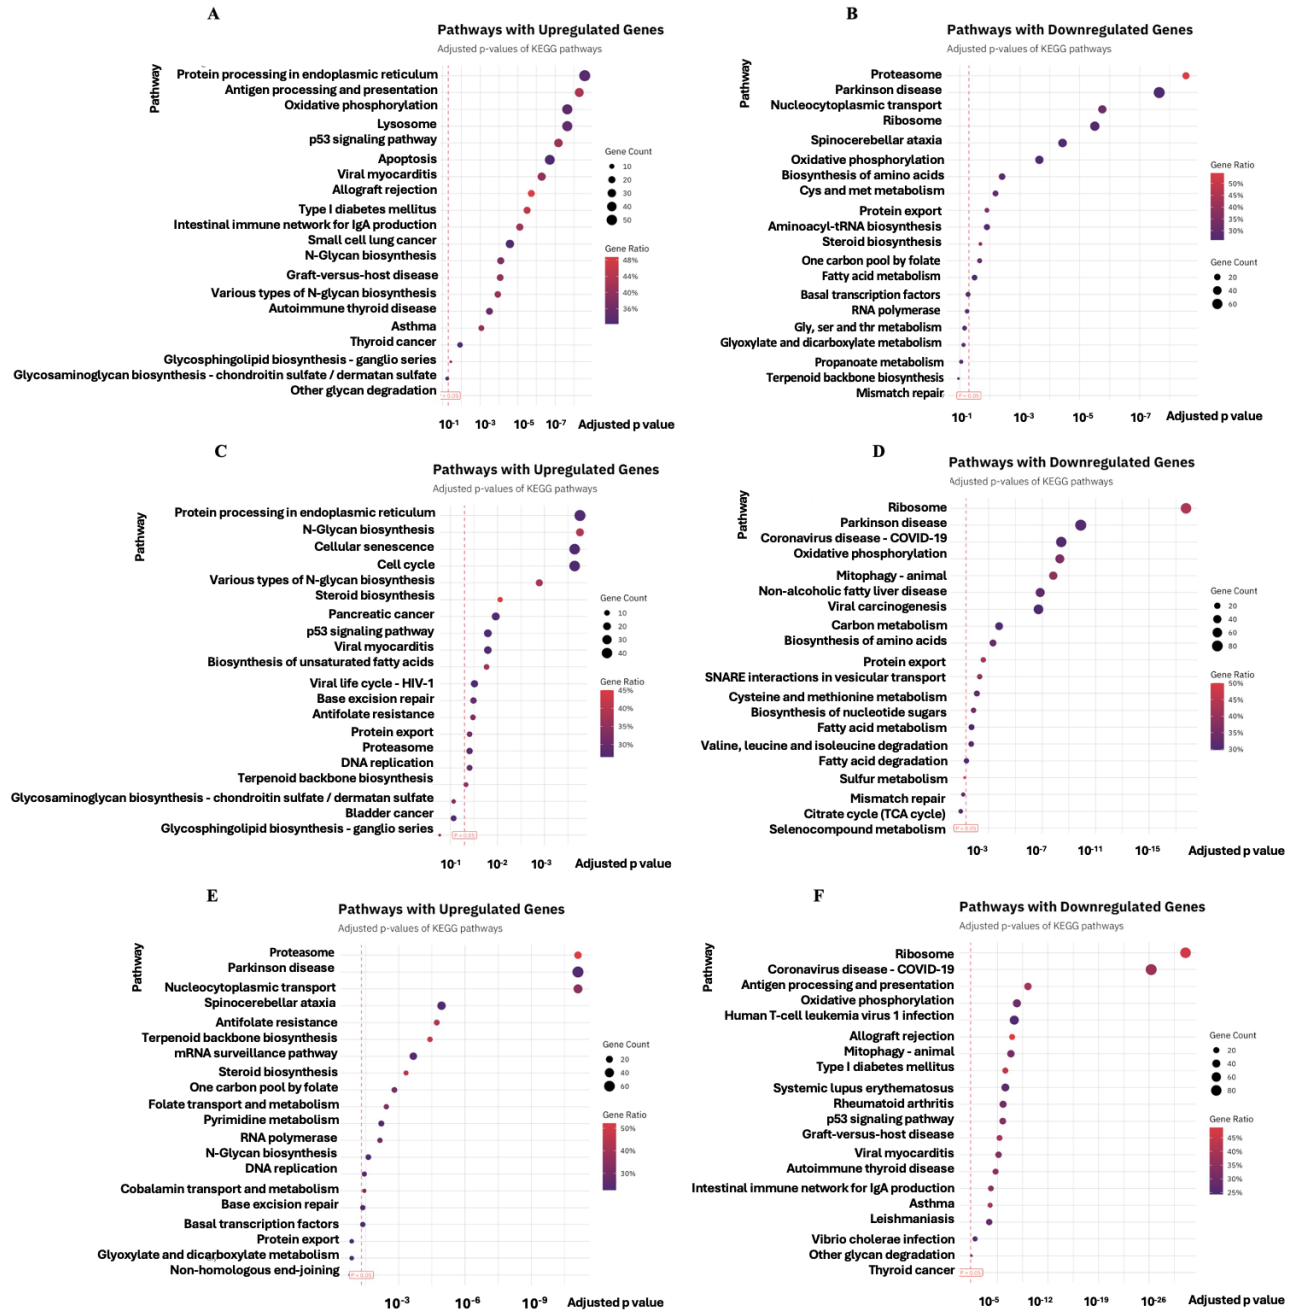 A
Pathways with Upregulated Genes
Adjusted p-values of KEGG pathways
Pathway
Protein processing in endoplasmic reticulum
Antigen processing and presentation
Oxidative phosphorylation
Lysosome
p53 signaling pathway
Apoptosis
Viral myocarditis
Allograft rejection
Type I diabetes mellitus
Intestinal immune network for IgA production
Small cell lung cancer
N-Glycan biosynthesis
Graft-versus-host disease
Various types of N-glycan biosynthesis
Autoimmune thyroid disease
Asthma
Thyroid cancer
Glycosphingolipid biosynthesis - ganglio series
Glycosaminoglycan biosynthesis - chondroitin sulfate / dermatan sulfate
Other glycan degradation
Gene Count
10
20
30
40
50
Gene Ratio
48%
44%
40%
36%
10-1 10-3 10-5 10-7 Adjusted p value
B
Pathways with Downregulated Genes
Adjusted p-values of KEGG pathways
Pathway
Proteasome
Parkinson disease
Nucleocytoplasmic transport
Ribosome
Spinocerebellar ataxia
Oxidative phosphorylation
Biosynthesis of amino acids
Cys and met metabolism
Protein export
Aminoacyl-tRNA biosynthesis
Steroid biosynthesis
One carbon pool by folate
Fatty acid metabolism
Basal transcription factors
RNA polymerase
Gly, ser and thr metabolism
Glyoxylate and dicarboxylate metabolism
Propanoate metabolism
Terpenoid backbone biosynthesis
Mismatch repair
P < 0.05
Gene Ratio
50%
45%
40%
35%
30%
Gene Count
20
40
60
10-1 10-3 10-5 10-7 Adjusted p value
C
Pathways with Upregulated Genes
Adjusted p-values of KEGG pathways
Pathway
Protein processing in endoplasmic reticulum
N-Glycan biosynthesis
Cellular senescence
Cell cycle
Various types of N-glycan biosynthesis
Steroid biosynthesis
Pancreatic cancer
p53 signaling pathway
Viral myocarditis
Biosynthesis of unsaturated fatty acids
Viral life cycle - HIV-1
Base excision repair
Antifolate resistance
Protein export
Proteasome
DNA replication
Terpenoid backbone biosynthesis
Glycosaminoglycan biosynthesis - chondroitin sulfate / dermatan sulfate
Bladder cancer
Glycosphingolipid biosynthesis - ganglio series
P < 0.05
Gene Count
10
20
30
40
Gene Ratio
45%
40%
35%
30%
10-1 10-2 10-3 Adjusted p value
D
Pathways with Downregulated Genes
Adjusted p-values of KEGG pathways
Pathway
Ribosome
Parkinson disease
Coronavirus disease - COVID-19
Oxidative phosphorylation
Mitophagy - animal
Non-alcoholic fatty liver disease
Viral carcinogenesis
Carbon metabolism
Biosynthesis of amino acids
Protein export
SNARE interactions in vesicular transport
Cysteine and methionine metabolism
Biosynthesis of nucleotide sugars
Fatty acid metabolism
Valine, leucine and isoleucine degradation
Fatty acid degradation
Sulfur metabolism
Mismatch repair
Citrate cycle (TCA cycle)
Selenocompound metabolism
P < 0.05
Gene Count
20
40
60
80
Gene Ratio
50%
45%
40%
35%
30%
10-3 10-7 10-11 10-15 Adjusted p value
E
Pathways with Upregulated Genes
Adjusted p-values of KEGG pathways
Pathway
Proteasome
Parkinson disease
Nucleocytoplasmic transport
Spinocerebellar ataxia
Antifolate resistance
Terpenoid backbone biosynthesis
mRNA surveillance pathway
Steroid biosynthesis
One carbon pool by folate
Folate transport and metabolism
Pyrimidine metabolism
RNA polymerase
N-Glycan biosynthesis
DNA replication
Cobalamin transport and metabolism
Base excision repair
Basal transcription factors
Protein export
Glyoxylate and dicarboxylate metabolism
Non-homologous end-joining
P < 0.05
Gene Count
20
40
60
Gene Ratio
50%
40%
30%
10-3 10-6 10-9 Adjusted p value
F
Pathways with Downregulated Genes
Adjusted p-values of KEGG pathways
Pathway
Ribosome
Coronavirus disease - COVID-19
Antigen processing and presentation
Oxidative phosphorylation
Human T-cell leukemia virus 1 infection
Allograft rejection
Mitophagy - animal
Type I diabetes mellitus
Systemic lupus erythematosus
Rheumatoid arthritis
p53 signaling pathway
Graft-versus-host disease
Viral myocarditis
Autoimmune thyroid disease
Intestinal immune network for IgA production
Asthma
Leishmaniasis
Vibrio cholerae infection
Other glycan degradation
Thyroid cancer
P < 0.05
Gene Count
20
40
60
80
Gene Ratio
45%
40%
35%
30%
25%
10-5 10-12 10-19 10-26 Adjusted p value